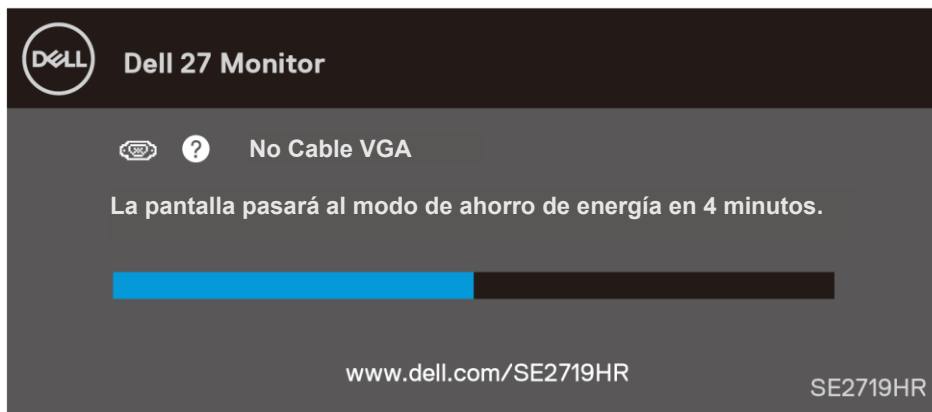 DELL
Dell 27 Monitor
? No Cable VGA
La pantalla pasará al modo de ahorro de energía en 4 minutos.
www.dell.com/SE2719HR
SE2719HR